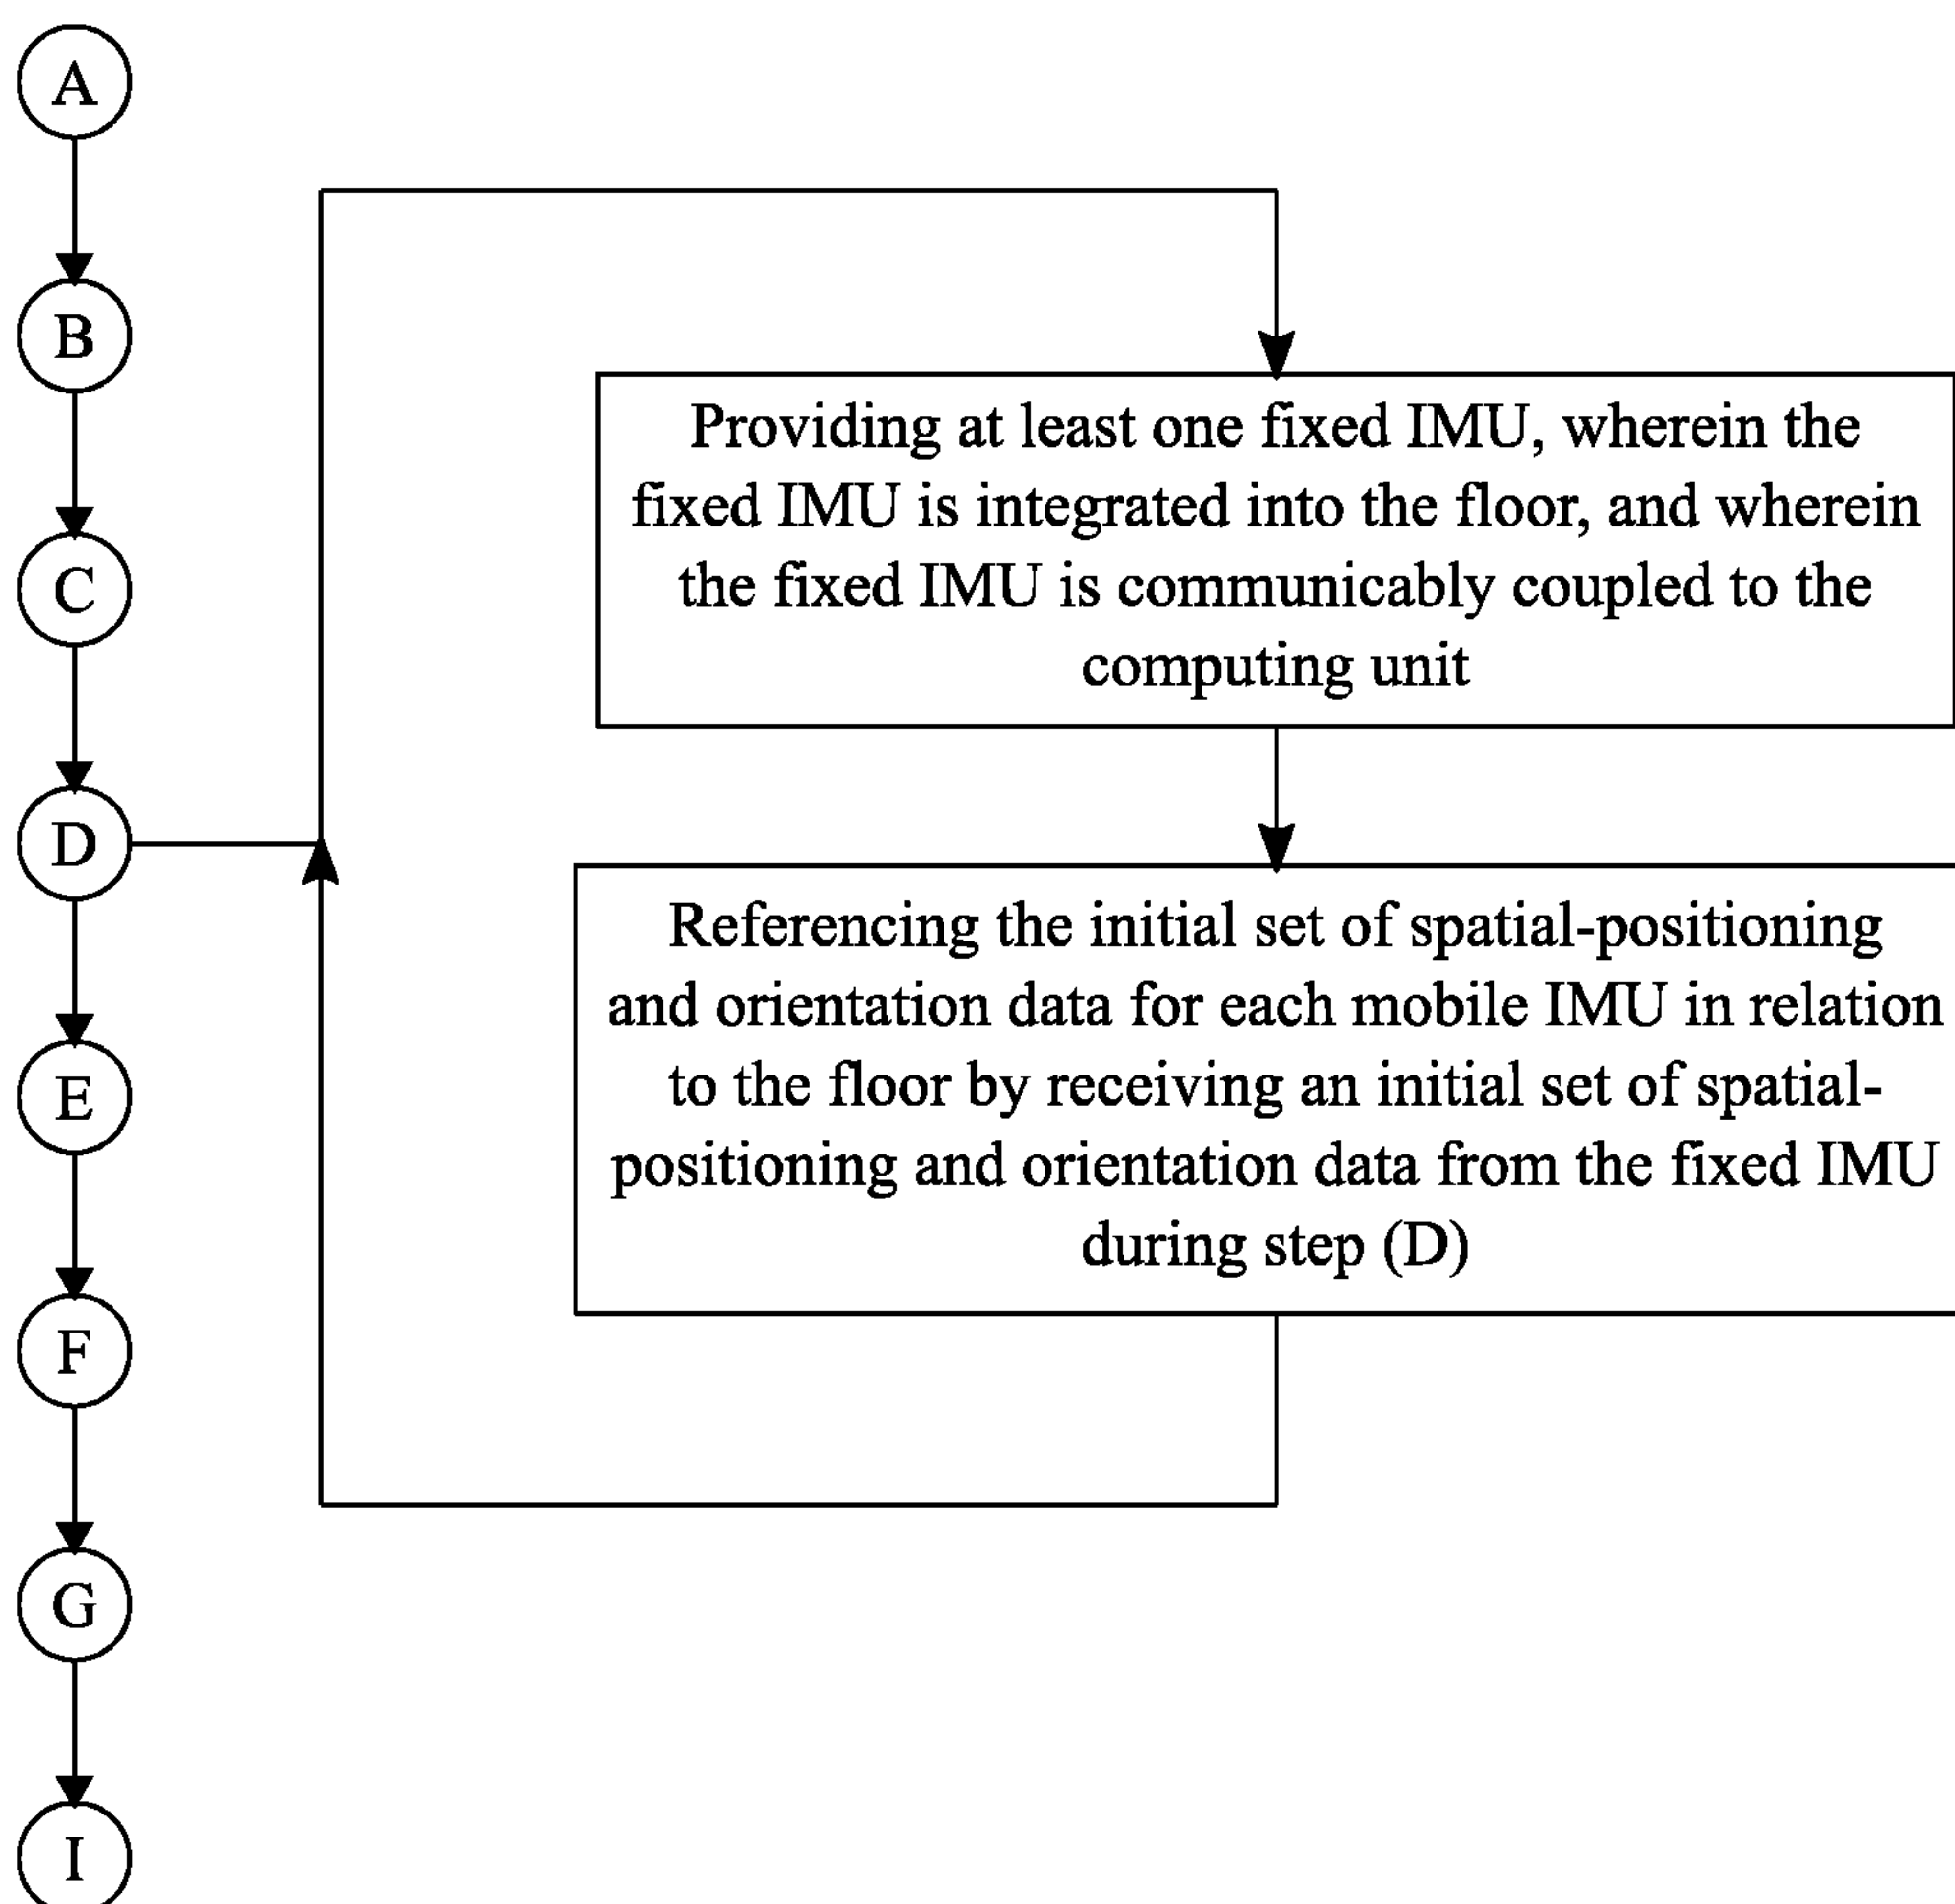 A
B
C
D
E
F
G
I
Providing at least one fixed IMU, wherein the
fixed IMU is integrated into the floor, and wherein
the fixed IMU is communicably coupled to the
computing unit
Referencing the initial set of spatial-positioning
and orientation data for each mobile IMU in relation
to the floor by receiving an initial set of spatial-
positioning and orientation data from the fixed IMU
during step (D)